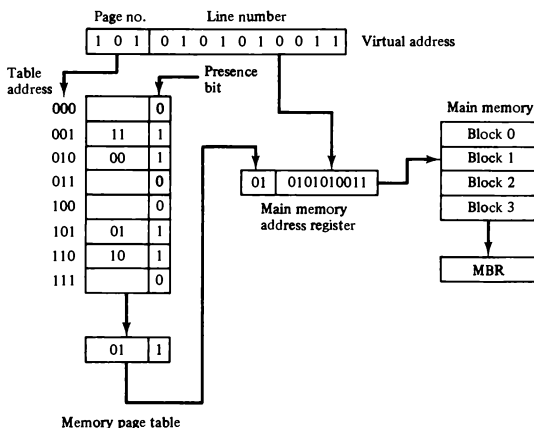 Page no. Line number
1 0 1 0 1 0 1 0 1 0 0 1 1 Virtual address
Table
address
Presence
bit
Main memory
000 0
001 11 1
010 00 1
011 0
100 0
101 01 1
110 10 1
111 0
01 0101010011
Main memory
address register
Block 0
Block 1
Block 2
Block 3
MBR
01 1
Memory page table